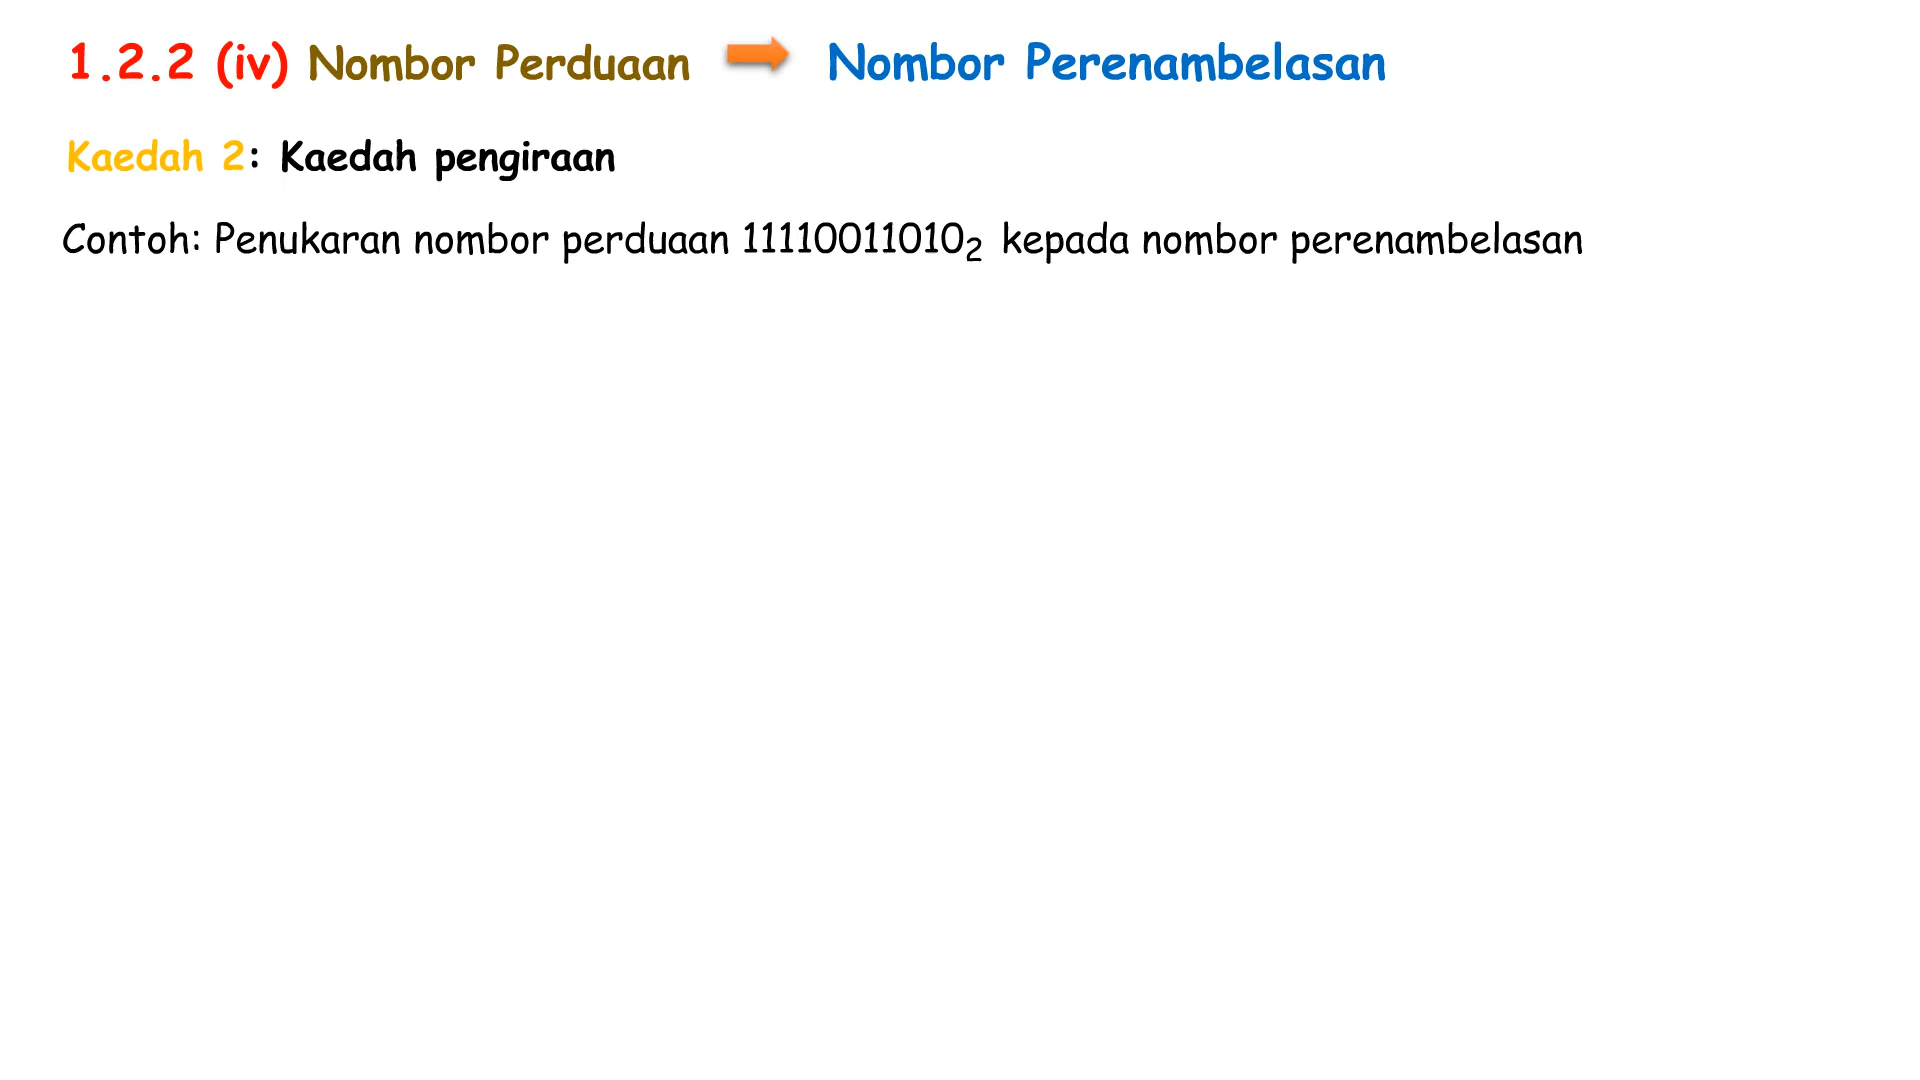 1.2.2 (iv) Nombor Perduaan Nombor Perenambelasan
Kaedah 2: Kaedah pengiraan
Contoh: Penukaran nombor perduaan 11110011010₂ kepada nombor perenambelasan